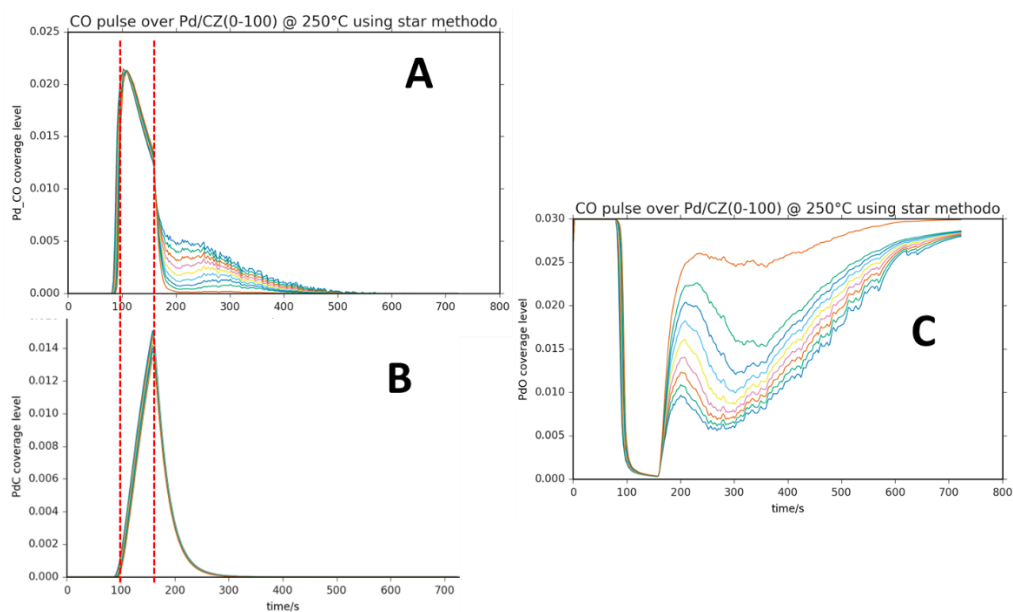 CO pulse over Pd/CZ(0-100) @ 250°C using star methodo
0.025
0.020
0.015
0.010
0.005
0.000
Pd_CO coverage level
A
0 100 200 300 400 500 600 700 800
0.014
0.012
0.010
0.008
0.006
0.004
0.002
0.000
PdC coverage level
B
0 100 200 300 400 500 600 700
time/s
CO pulse over Pd/CZ(0-100) @ 250°C using star methodo
0.030
0.025
0.020
0.015
0.010
0.005
0.000
PdO coverage level
C
0 100 200 300 400 500 600 700 800
time/s